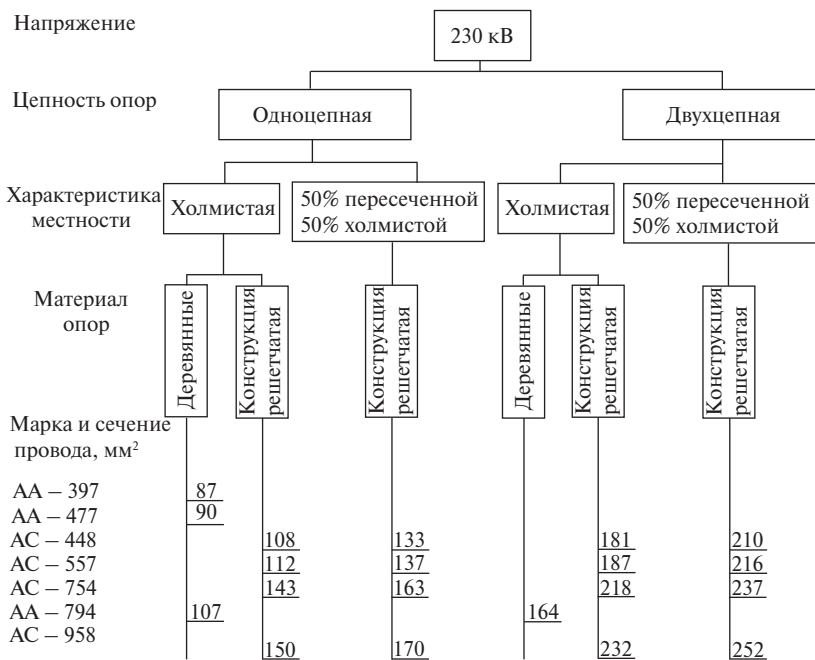 Напряжение
230 кВ
Цепность опор
Одноцепная
Двухцепная
Характеристика
местности
Холмистая
50% пересеченной
50% холмистой
Холмистая
50% пересеченной
50% холмистой
Материал
опор
Деревянные
Конструкция
решетчатая
Конструкция
решетчатая
Деревянные
Конструкция
решетчатая
Конструкция
решетчатая
Марка и сечение
провода, мм²
АА – 397 87
АА – 477 90
АС – 448 108 133 181 210
АС – 557 112 137 187 216
АС – 754 143 163 218 237
АА – 794 107 164
АС – 958
150 170 232 252